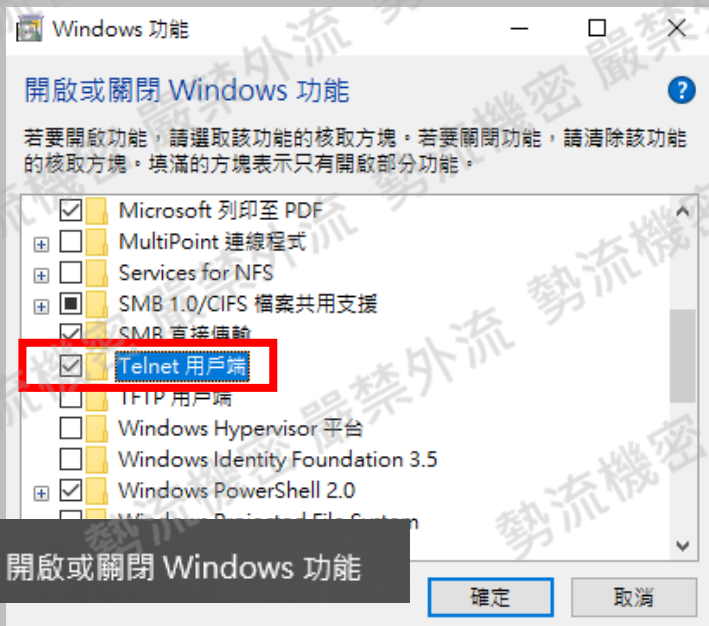 Windows 功能
開啟或關閉 Windows 功能
若要開啟功能，請選取該功能的核取方塊。若要關閉功能，請清除該功能
的核取方塊。填滿的方塊表示只有開啟部分功能。
Microsoft 列印至 PDF
MultiPoint 連線程式
Services for NFS
SMB 1.0/CIFS 檔案共用支援
SMB 直接傳輸
Telnet 用戶端
TFTP 用戶端
Windows Hypervisor 平台
Windows Identity Foundation 3.5
Windows PowerShell 2.0
Windows Projected File System
開啟或關閉 Windows 功能
確定
取消
勢流機密 嚴禁外流